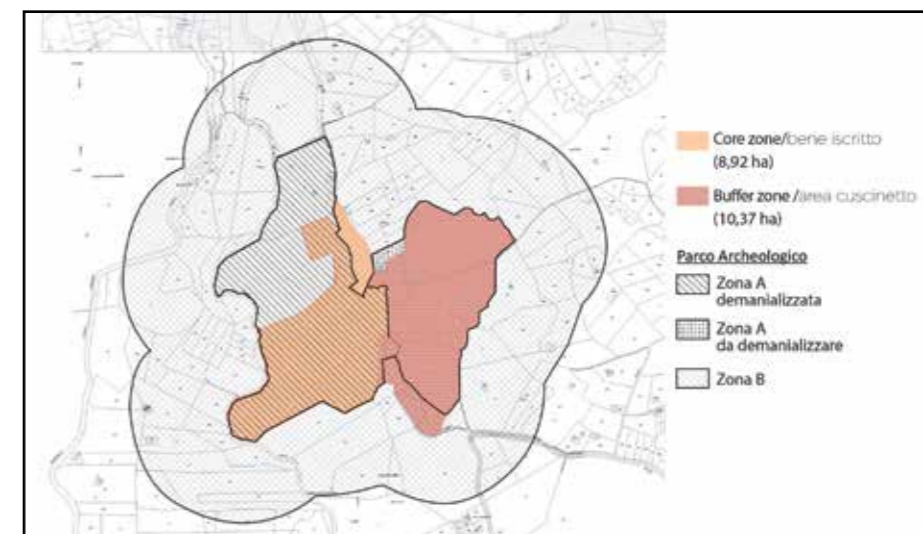 Core zone/bene iscritto
(8,92 ha)
Buffer zone /area cuscinetto
(10,37 ha)
Parco Archeologico
Zona A
demanializzata
Zona A
da demanializzare
Zona B